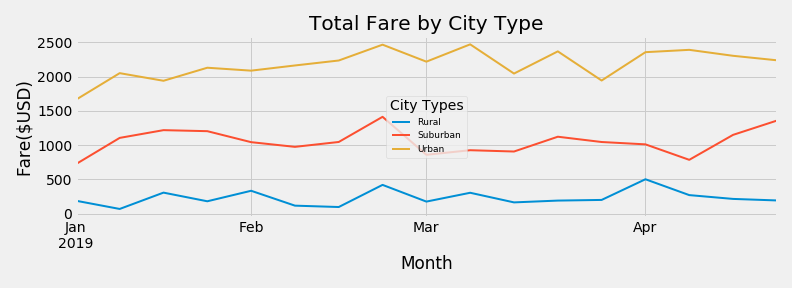 Total Fare by City Type
Fare($USD)
2500
2000
1500
1000
500
0
City Types
Rural
Suburban
Urban
Jan
2019
Feb
Mar
Apr
Month